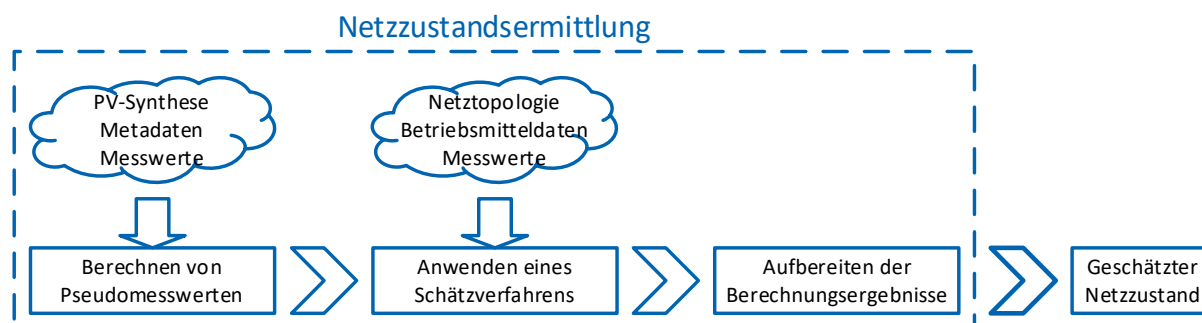 Netzzustandsermittlung
PV-Synthese
Metadaten
Messwerte
Netztopologie
Betriebsmitteldaten
Messwerte
Berechnen von
Pseudomesswerten
Anwenden eines
Schätzverfahrens
Aufbereiten der
Berechnungsergebnisse
Geschätzter
Netzzustand